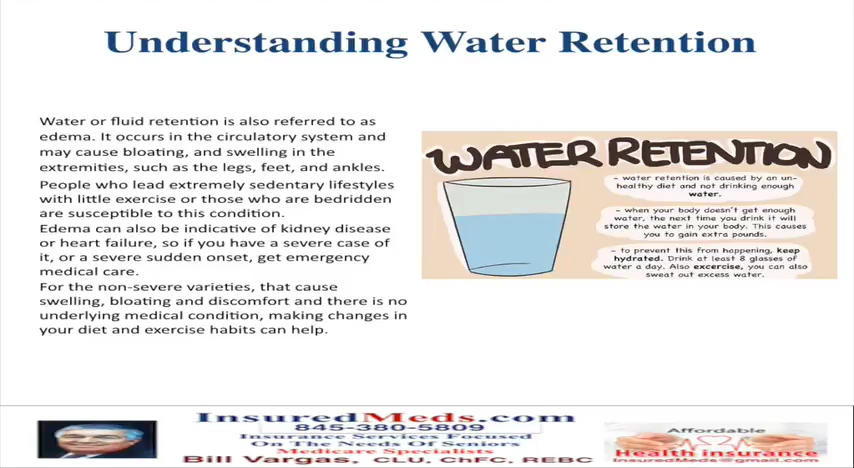 Understanding Water Retention
Water or fluid retention is also referred to as
edema. It occurs in the circulatory system and
may cause bloating, and swelling in the
extremities, such as the legs, feet, and ankles.
People who lead extremely sedentary lifestyles
with little exercise or those who are bedridden
are susceptible to this condition.
Edema can also be indicative of kidney disease
or heart failure, so if you have a severe case of
it, or a severe sudden onset, get emergency
medical care.
For the non-severe varieties, that cause
swelling, bloating and discomfort and there is no
underlying medical condition, making changes in
your diet and exercise habits can help.
WATER RETENTION
- water retention is caused by an un-
healthy diet and not drinking enough
water.
- when your body doesn't get enough
water, the next time you drink it will
store the water in your body. This causes
you to gain extra pounds.
- to prevent this from happening, keep
hydrated. Drink at least 8 glasses of
water a day. Also excercise, you can also
sweat out excess water.
InsuredMeds.com
845-380-5809
Insurance Services Focused
On The Needs Of Seniors
Medicare Specialists
Bill Vargas, CLU, ChFC, REBC
Affordable
Health insurance
InsuredMeds@gmail.com